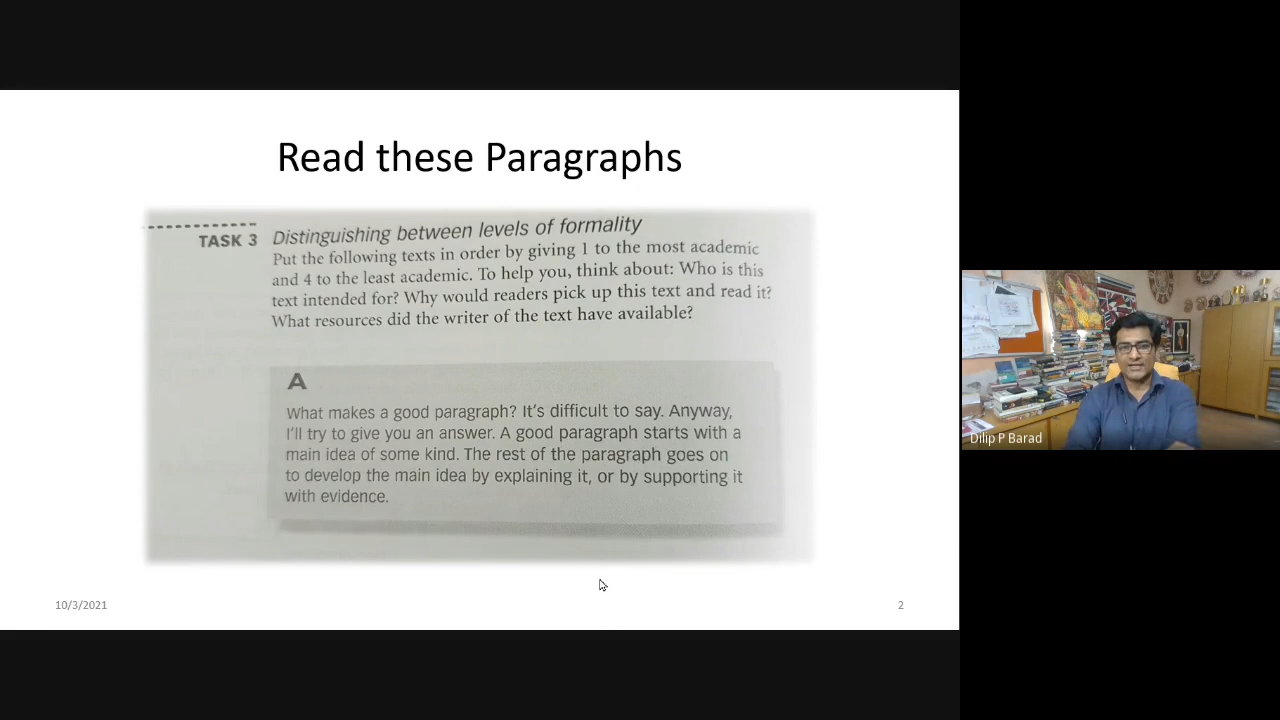 Read these Paragraphs
TASK 3 Distinguishing between levels of formality
Put the following texts in order by giving 1 to the most academic
and 4 to the least academic. To help you, think about: Who is this
text intended for? Why would readers pick up this text and read it?
What resources did the writer of the text have available?
A
What makes a good paragraph? It's difficult to say. Anyway,
I'll try to give you an answer. A good paragraph starts with a
main idea of some kind. The rest of the paragraph goes on
to develop the main idea by explaining it, or by supporting it
with evidence.
10/3/2021
2
Dilip P Barad